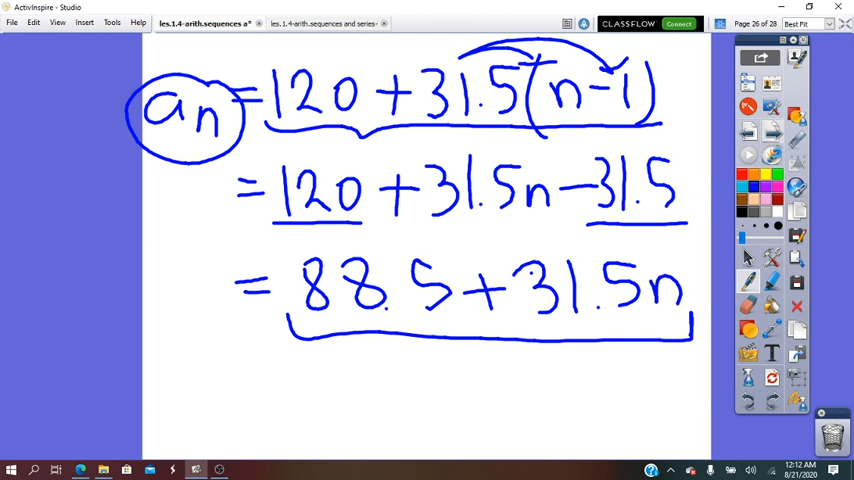 ActivInspire - Studio
File Edit View Insert Tools Help
les.1.4-arith.sequences a*
les.1.4-arith.sequences and series-
CLASSFLOW Connect
Page 26 of 28
Best Fit
aₙ = 120 + 31.5(n - 1)
= 120 + 31.5n - 31.5
= 88.5 + 31.5n
12:12 AM
8/21/2020